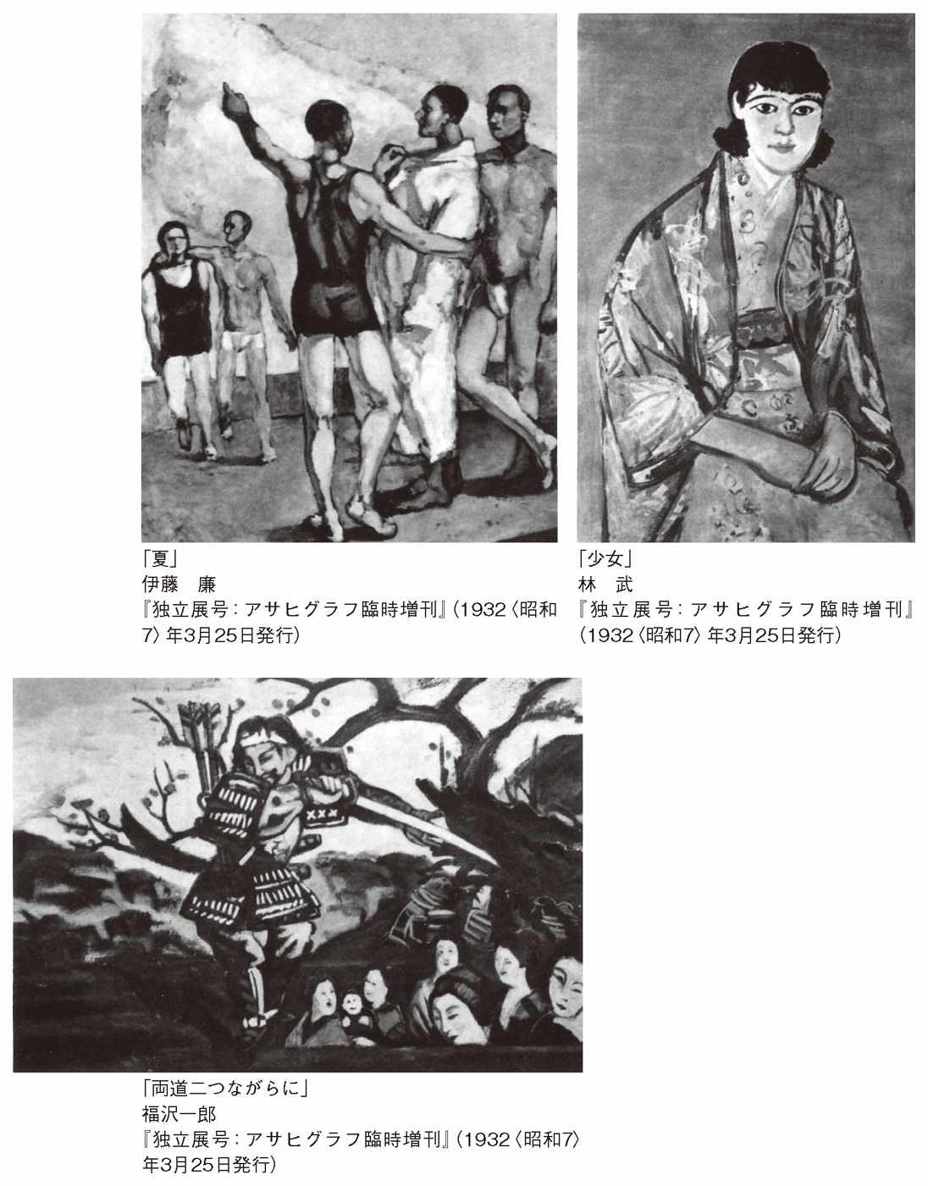 「夏」
伊藤　廉
『独立展号：アサヒグラフ臨時増刊』（1932〈昭和
7〉年3月25日発行）
「少女」
林　武
『独立展号：アサヒグラフ臨時増刊』
（1932〈昭和7〉年3月25日発行）
「両道二つながらに」
福沢一郎
『独立展号：アサヒグラフ臨時増刊』（1932〈昭和7〉
年3月25日発行）